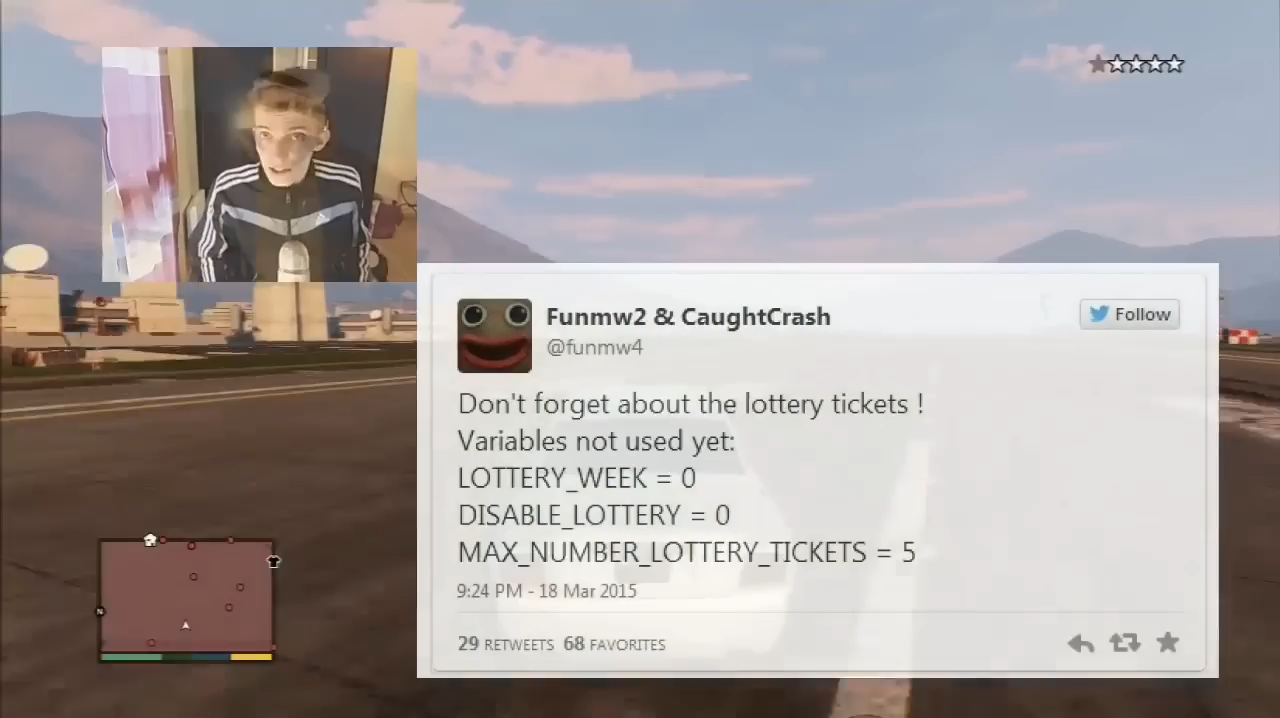 Funmw2 & CaughtCrash
Follow
@funmw4
Don't forget about the lottery tickets !
Variables not used yet:
LOTTERY_WEEK = 0
DISABLE_LOTTERY = 0
MAX_NUMBER_LOTTERY_TICKETS = 5
9:24 PM - 18 Mar 2015
29 RETWEETS 68 FAVORITES
N